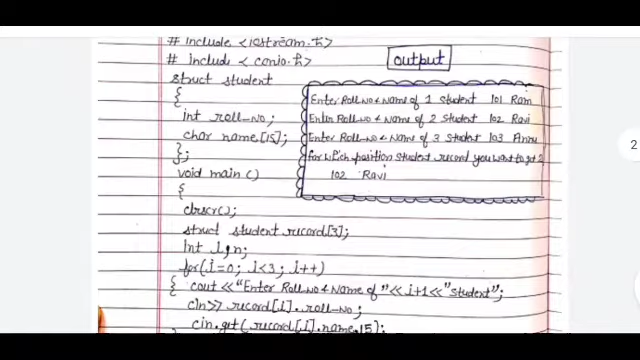 # include <iostream.h>
# include <conio.h>
struct student
{
int roll_No;
char name[15];
};
void main()
{
clrscr();
struct student record[3];
int i,n;
for(i=0; i<3; i++)
{ cout<<"Enter Roll No & Name of "<<i+1<<"Student";
cin>> record[i].roll_No;
cin.get(record[i].name,15);
output
Enter Roll No & Name of 1 Student 101 Ram
Enter Roll No & Name of 2 Student 102 Ravi
Enter Roll No & Name of 3 Student 103 Annu
for which position student record you want to get 2
102 Ravi
2